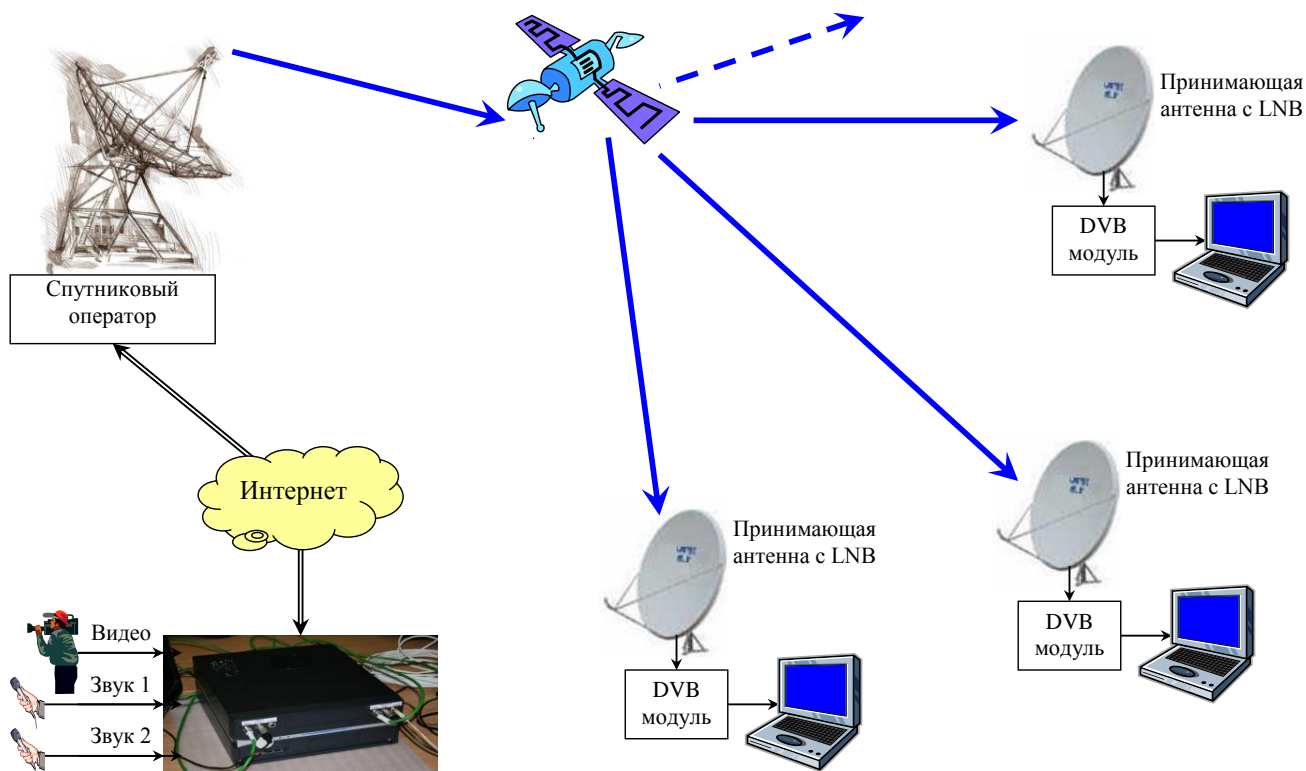 Принимающая
антенна с LNB
DVB
модуль
Спутниковый
оператор
Интернет
Принимающая
антенна с LNB
DVB
модуль
Принимающая
антенна с LNB
DVB
модуль
Видео
Звук 1
Звук 2